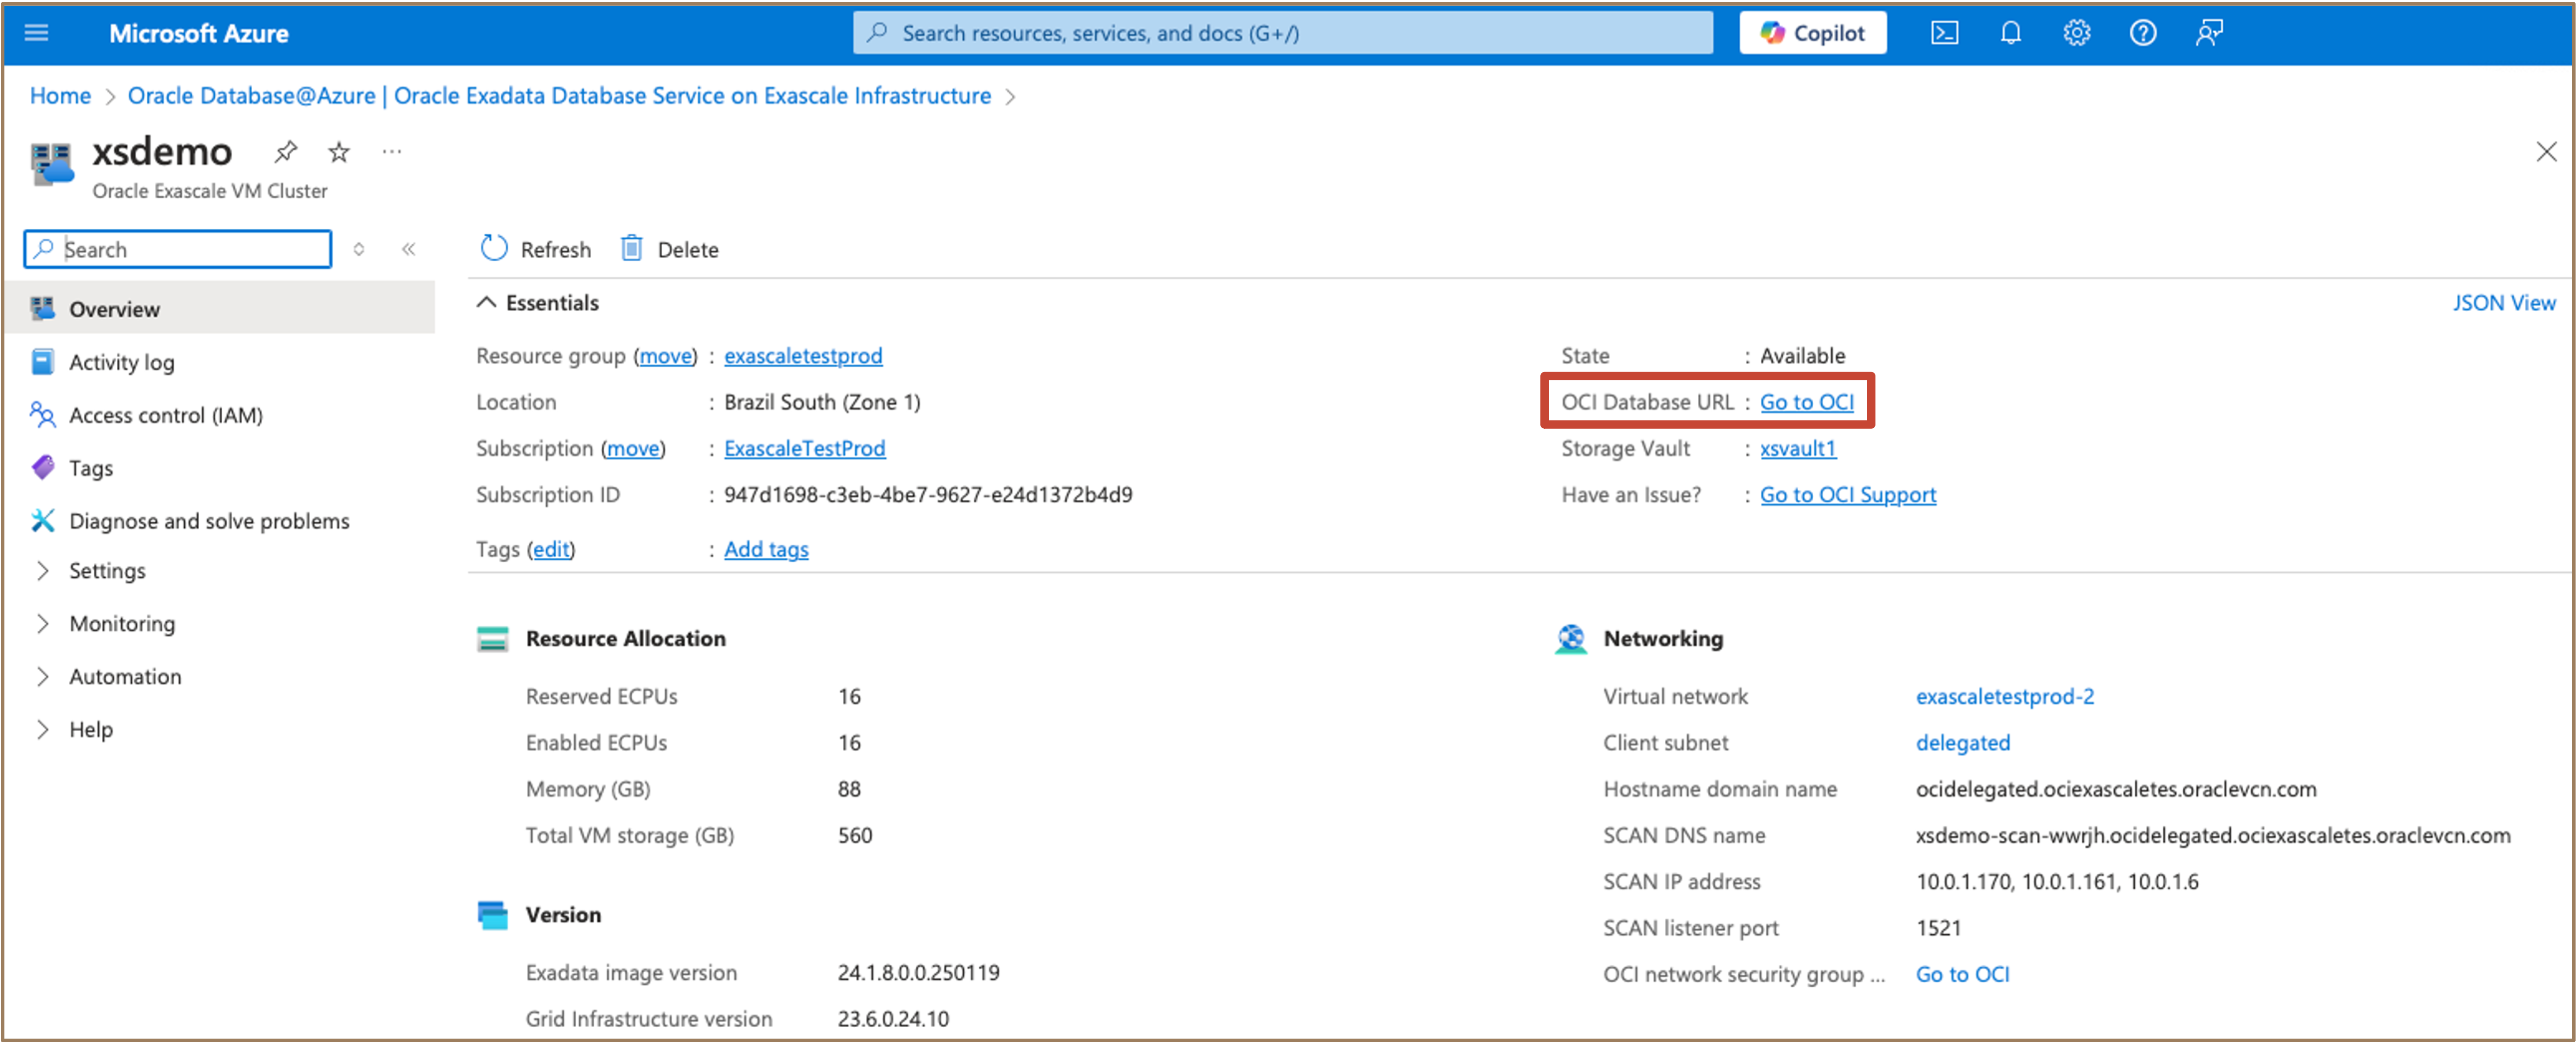 Microsoft Azure
Search resources, services, and docs (G+/)
Copilot
Home > Oracle Database@Azure | Oracle Exadata Database Service on Exascale Infrastructure >
xsdemo
Oracle Exascale VM Cluster
Search
Refresh
Delete
Overview
Activity log
Access control (IAM)
Tags
Diagnose and solve problems
Settings
Monitoring
Automation
Help
Essentials
JSON View
Resource group (move) : exascaletestprod
Location : Brazil South (Zone 1)
Subscription (move) : ExascaleTestProd
Subscription ID : 947d1698-c3eb-4be7-9627-e24d1372b4d9
Tags (edit) : Add tags
State : Available
OCI Database URL : Go to OCI
Storage Vault : xsvault1
Have an Issue? : Go to OCI Support
Resource Allocation
Reserved ECPUs 16
Enabled ECPUs 16
Memory (GB) 88
Total VM storage (GB) 560
Version
Exadata image version 24.1.8.0.0.250119
Grid Infrastructure version 23.6.0.24.10
Networking
Virtual network exascaletestprod-2
Client subnet delegated
Hostname domain name ocidelegated.ociexascaletes.oraclevcn.com
SCAN DNS name xsdemo-scan-wwrjh.ocidelegated.ociexascaletes.oraclevcn.com
SCAN IP address 10.0.1.170, 10.0.1.161, 10.0.1.6
SCAN listener port 1521
OCI network security group ... Go to OCI